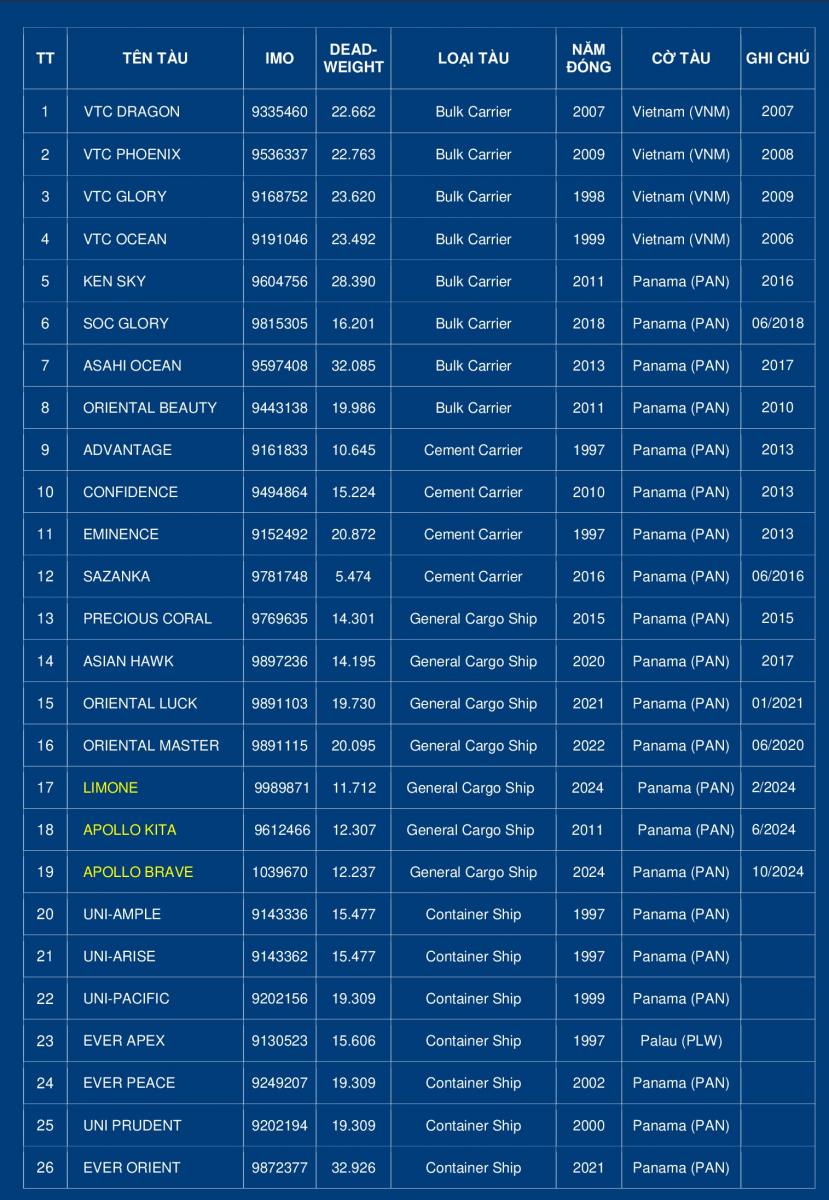 TT TÊN TÀU IMO DEAD-WEIGHT LOẠI TÀU NĂM ĐÓNG CỜ TÀU GHI CHÚ
1 VTC DRAGON 9335460 22.662 Bulk Carrier 2007 Vietnam (VNM) 2007
2 VTC PHOENIX 9536337 22.763 Bulk Carrier 2009 Vietnam (VNM) 2008
3 VTC GLORY 9168752 23.620 Bulk Carrier 1998 Vietnam (VNM) 2009
4 VTC OCEAN 9191046 23.492 Bulk Carrier 1999 Vietnam (VNM) 2006
5 KEN SKY 9604756 28.390 Bulk Carrier 2011 Panama (PAN) 2016
6 SOC GLORY 9815305 16.201 Bulk Carrier 2018 Panama (PAN) 06/2018
7 ASAHI OCEAN 9597408 32.085 Bulk Carrier 2013 Panama (PAN) 2017
8 ORIENTAL BEAUTY 9443138 19.986 Bulk Carrier 2011 Panama (PAN) 2010
9 ADVANTAGE 9161833 10.645 Cement Carrier 1997 Panama (PAN) 2013
10 CONFIDENCE 9494864 15.224 Cement Carrier 2010 Panama (PAN) 2013
11 EMINENCE 9152492 20.872 Cement Carrier 1997 Panama (PAN) 2013
12 SAZANKA 9781748 5.474 Cement Carrier 2016 Panama (PAN) 06/2016
13 PRECIOUS CORAL 9769635 14.301 General Cargo Ship 2015 Panama (PAN) 2015
14 ASIAN HAWK 9897236 14.195 General Cargo Ship 2020 Panama (PAN) 2017
15 ORIENTAL LUCK 9891103 19.730 General Cargo Ship 2021 Panama (PAN) 01/2021
16 ORIENTAL MASTER 9891115 20.095 General Cargo Ship 2022 Panama (PAN) 06/2020
17 LIMONE 9989871 11.712 General Cargo Ship 2024 Panama (PAN) 2/2024
18 APOLLO KITA 9612466 12.307 General Cargo Ship 2011 Panama (PAN) 6/2024
19 APOLLO BRAVE 1039670 12.237 General Cargo Ship 2024 Panama (PAN) 10/2024
20 UNI-AMPLE 9143336 15.477 Container Ship 1997 Panama (PAN)
21 UNI-ARISE 9143362 15.477 Container Ship 1997 Panama (PAN)
22 UNI-PACIFIC 9202156 19.309 Container Ship 1999 Panama (PAN)
23 EVER APEX 9130523 15.606 Container Ship 1997 Palau (PLW)
24 EVER PEACE 9249207 19.309 Container Ship 2002 Panama (PAN)
25 UNI PRUDENT 9202194 19.309 Container Ship 2000 Panama (PAN)
26 EVER ORIENT 9872377 32.926 Container Ship 2021 Panama (PAN)